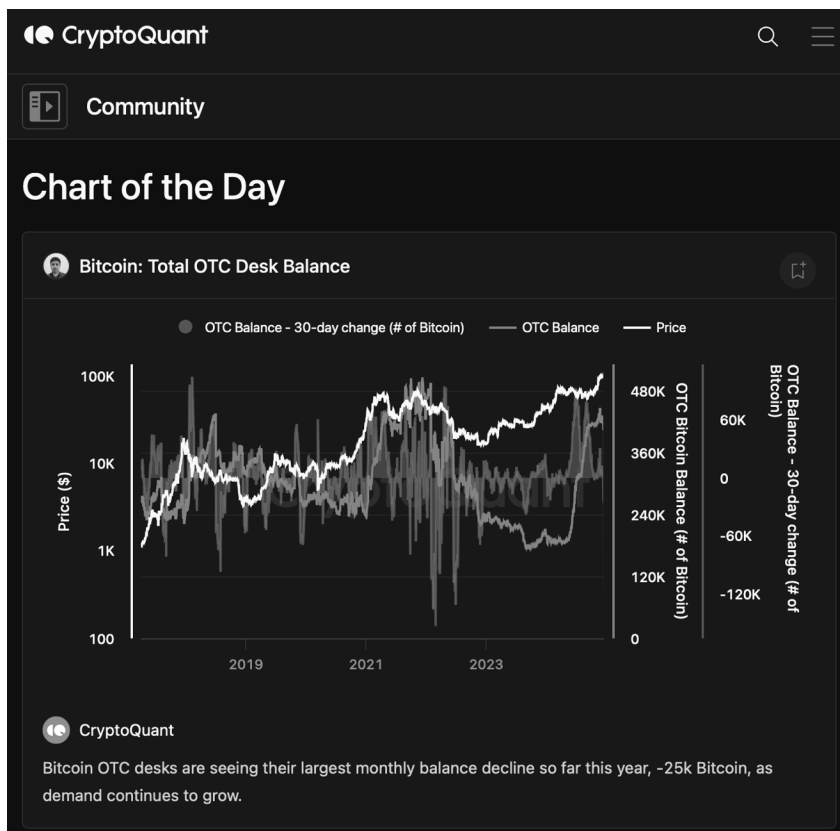 CryptoQuant
Community
Chart of the Day
Bitcoin: Total OTC Desk Balance
OTC Balance - 30-day change (# of Bitcoin)
OTC Balance
Price
100K
10K
1K
100
Price ($)
2019
2021
2023
480K
360K
240K
120K
0
OTC Bitcoin Balance (# of Bitcoin)
60K
0
-60K
-120K
OTC Balance - 30-day change (# of
Bitcoin)
CryptoQuant
CryptoQuant
Bitcoin OTC desks are seeing their largest monthly balance decline so far this year, -25k Bitcoin, as
demand continues to grow.